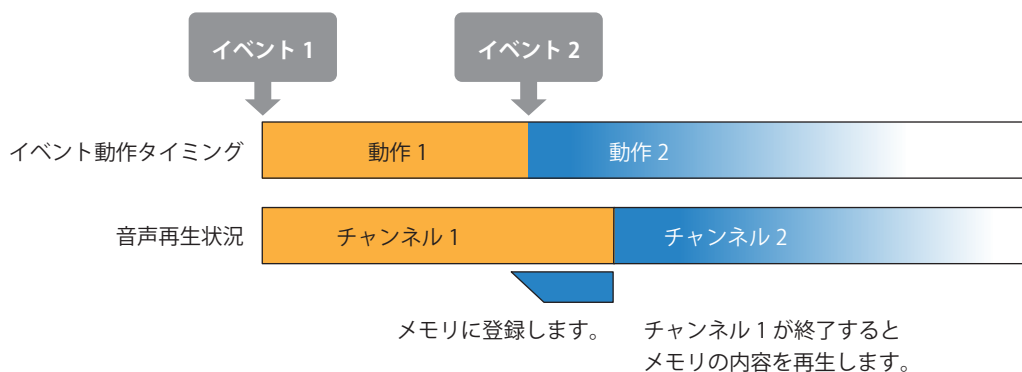 イベント 1
イベント 2
イベント動作タイミング
動作 1
動作 2
音声再生状況
チャンネル 1
チャンネル 2
メモリに登録します。
チャンネル 1 が終了すると
メモリの内容を再生します。